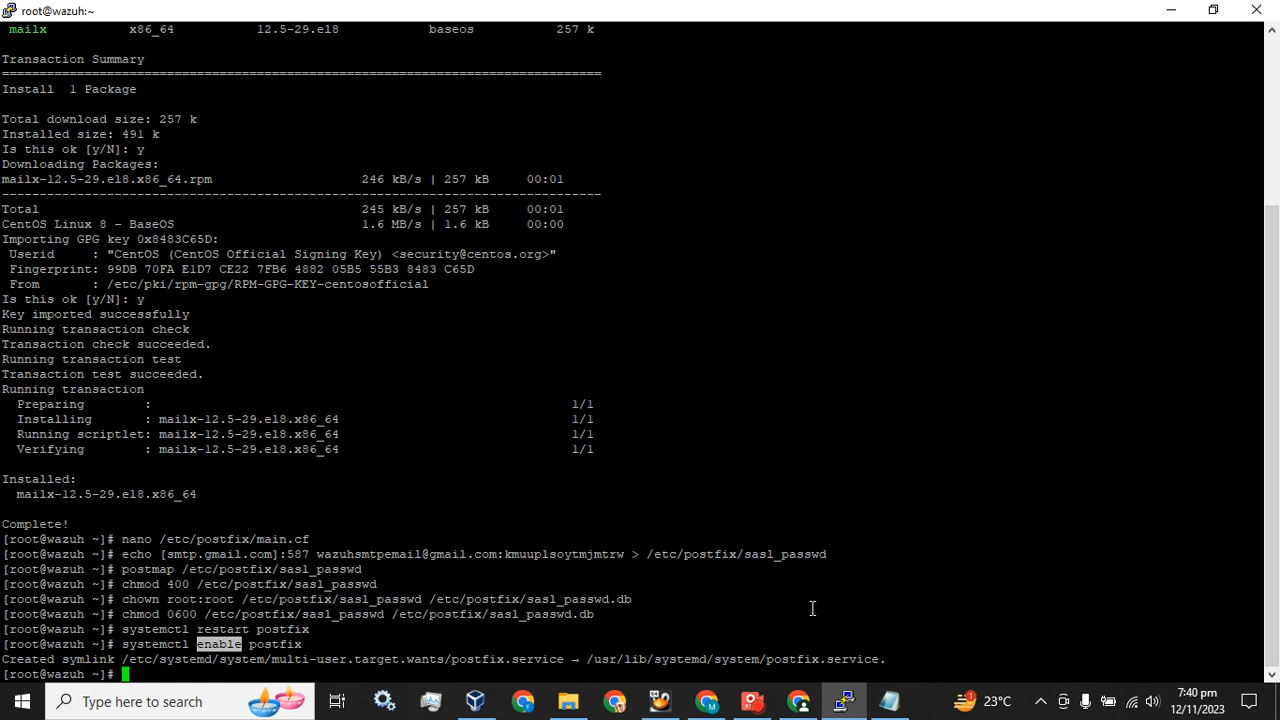 root@wazuh:~
mailx x86_64 12.5-29.el8 baseos 257 k
Transaction Summary
================================================================================
Install 1 Package
Total download size: 257 k
Installed size: 491 k
Is this ok [y/N]: y
Downloading Packages:
mailx-12.5-29.el8.x86_64.rpm 246 kB/s | 257 kB 00:01
--------------------------------------------------------------------------------
Total 245 kB/s | 257 kB 00:01
CentOS Linux 8 - BaseOS 1.6 MB/s | 1.6 kB 00:00
Importing GPG key 0x8483C65D:
Userid : "CentOS (CentOS Official Signing Key) <security@centos.org>"
Fingerprint: 99DB 70FA E1D7 CE22 7FB6 4882 05B5 55B3 8483 C65D
From : /etc/pki/rpm-gpg/RPM-GPG-KEY-centosofficial
Is this ok [y/N]: y
Key imported successfully
Running transaction check
Transaction check succeeded.
Running transaction test
Transaction test succeeded.
Running transaction
Preparing : 1/1
Installing : mailx-12.5-29.el8.x86_64 1/1
Running scriptlet: mailx-12.5-29.el8.x86_64 1/1
Verifying : mailx-12.5-29.el8.x86_64 1/1
Installed:
mailx-12.5-29.el8.x86_64
Complete!
[root@wazuh ~]# nano /etc/postfix/main.cf
[root@wazuh ~]# echo [smtp.gmail.com]:587 wazuhsmtpemail@gmail.com:kmuuplsoytmjmtrw > /etc/postfix/sasl_passwd
[root@wazuh ~]# postmap /etc/postfix/sasl_passwd
[root@wazuh ~]# chmod 400 /etc/postfix/sasl_passwd
[root@wazuh ~]# chown root:root /etc/postfix/sasl_passwd /etc/postfix/sasl_passwd.db
[root@wazuh ~]# chmod 0600 /etc/postfix/sasl_passwd /etc/postfix/sasl_passwd.db
[root@wazuh ~]# systemctl restart postfix
[root@wazuh ~]# systemctl enable postfix
Created symlink /etc/systemd/system/multi-user.target.wants/postfix.service → /usr/lib/systemd/system/postfix.service.
[root@wazuh ~]#
Type here to search
23°C
7:40 pm
12/11/2023